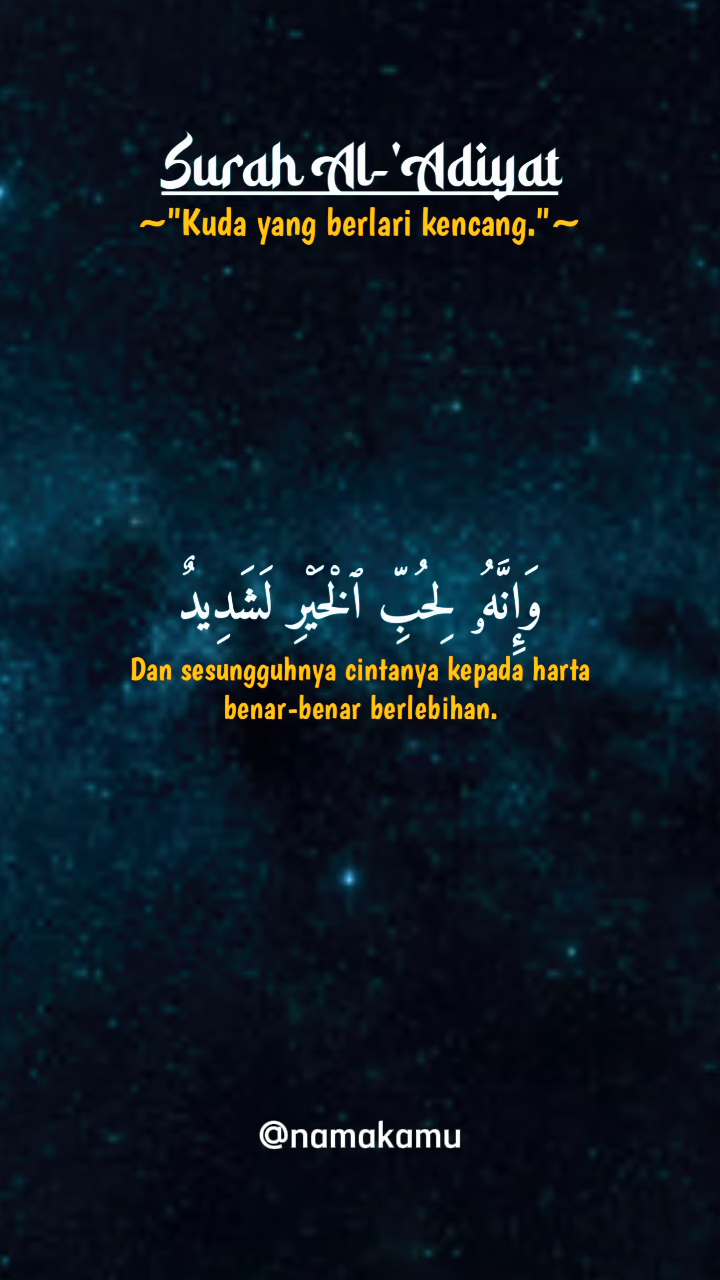 Surah Al-'Adiyat
~"Kuda yang berlari kencang."~
وَإِنَّهُۥ لِحُبِّ ٱلْخَيْرِ لَشَدِيدٌ
Dan sesungguhnya cintanya kepada harta
benar-benar berlebihan.
@namakamu